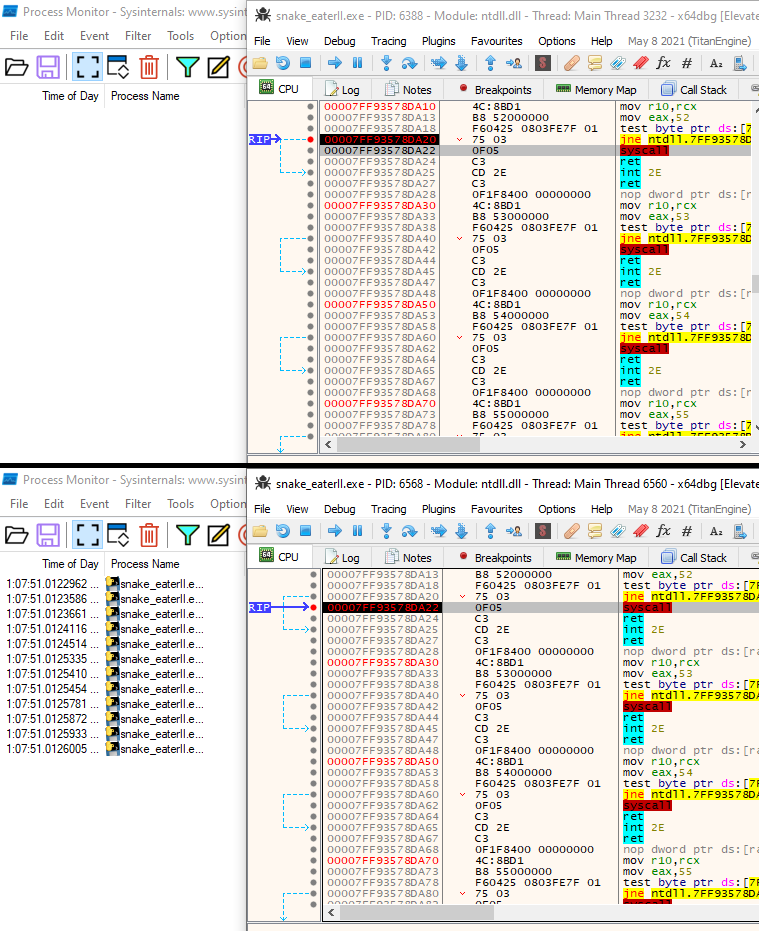 Process Monitor - Sysinternals: www.sysint
File Edit Event Filter Tools Option
Time of Day Process Name
snake_eaterll.exe - PID: 6388 - Module: ntdll.dll - Thread: Main Thread 3232 - x64dbg [Elevate
File View Debug Tracing Plugins Favourites Options Help May 8 2021 (TitanEngine)
CPU Log Notes Breakpoints Memory Map Call Stack
00007FF93578DA10 4C:8BD1 mov r10,rcx
00007FF93578DA13 B8 52000000 mov eax,52
00007FF93578DA18 F60425 0803FE7F 01 test byte ptr ds:[7
RIP 00007FF93578DA20 75 03 jne ntdll.7FF93578D
00007FF93578DA22 0F05 syscall
00007FF93578DA24 C3 ret
00007FF93578DA25 CD 2E int 2E
00007FF93578DA27 C3 ret
00007FF93578DA28 0F1F8400 00000000 nop dword ptr ds:[r
00007FF93578DA30 4C:8BD1 mov r10,rcx
00007FF93578DA33 B8 53000000 mov eax,53
00007FF93578DA38 F60425 0803FE7F 01 test byte ptr ds:[7
00007FF93578DA40 75 03 jne ntdll.7FF93578D
00007FF93578DA42 0F05 syscall
00007FF93578DA44 C3 ret
00007FF93578DA45 CD 2E int 2E
00007FF93578DA47 C3 ret
00007FF93578DA48 0F1F8400 00000000 nop dword ptr ds:[r
00007FF93578DA50 4C:8BD1 mov r10,rcx
00007FF93578DA53 B8 54000000 mov eax,54
00007FF93578DA58 F60425 0803FE7F 01 test byte ptr ds:[7
00007FF93578DA60 75 03 jne ntdll.7FF93578D
00007FF93578DA62 0F05 syscall
00007FF93578DA64 C3 ret
00007FF93578DA65 CD 2E int 2E
00007FF93578DA67 C3 ret
00007FF93578DA68 0F1F8400 00000000 nop dword ptr ds:[r
00007FF93578DA70 4C:8BD1 mov r10,rcx
00007FF93578DA73 B8 55000000 mov eax,55
00007FF93578DA78 F60425 0803FE7F 01 test byte ptr ds:[7
00007FF93578DA80 75 03 jne ntdll.7FF93578D
Process Monitor - Sysinternals: www.sysint
File Edit Event Filter Tools Option
Time of Day Process Name
1:07:51.0122962 ... snake_eaterll.e...
1:07:51.0123586 ... snake_eaterll.e...
1:07:51.0123661 ... snake_eaterll.e...
1:07:51.0124116 ... snake_eaterll.e...
1:07:51.0124514 ... snake_eaterll.e...
1:07:51.0125335 ... snake_eaterll.e...
1:07:51.0125410 ... snake_eaterll.e...
1:07:51.0125454 ... snake_eaterll.e...
1:07:51.0125781 ... snake_eaterll.e...
1:07:51.0125872 ... snake_eaterll.e...
1:07:51.0125933 ... snake_eaterll.e...
1:07:51.0126005 ... snake_eaterll.e...
snake_eaterll.exe - PID: 6568 - Module: ntdll.dll - Thread: Main Thread 6560 - x64dbg [Elevate
File View Debug Tracing Plugins Favourites Options Help May 8 2021 (TitanEngine)
CPU Log Notes Breakpoints Memory Map Call Stack
00007FF93578DA13 B8 52000000 mov eax,52
00007FF93578DA18 F60425 0803FE7F 01 test byte ptr ds:[7F
00007FF93578DA20 75 03 jne ntdll.7FF93578DA
RIP 00007FF93578DA22 0F05 syscall
00007FF93578DA24 C3 ret
00007FF93578DA25 CD 2E int 2E
00007FF93578DA27 C3 ret
00007FF93578DA28 0F1F8400 00000000 nop dword ptr ds:[ra
00007FF93578DA30 4C:8BD1 mov r10,rcx
00007FF93578DA33 B8 53000000 mov eax,53
00007FF93578DA38 F60425 0803FE7F 01 test byte ptr ds:[7F
00007FF93578DA40 75 03 jne ntdll.7FF93578DA
00007FF93578DA42 0F05 syscall
00007FF93578DA44 C3 ret
00007FF93578DA45 CD 2E int 2E
00007FF93578DA47 C3 ret
00007FF93578DA48 0F1F8400 00000000 nop dword ptr ds:[ra
00007FF93578DA50 4C:8BD1 mov r10,rcx
00007FF93578DA53 B8 54000000 mov eax,54
00007FF93578DA58 F60425 0803FE7F 01 test byte ptr ds:[7F
00007FF93578DA60 75 03 jne ntdll.7FF93578DA
00007FF93578DA62 0F05 syscall
00007FF93578DA64 C3 ret
00007FF93578DA65 CD 2E int 2E
00007FF93578DA67 C3 ret
00007FF93578DA68 0F1F8400 00000000 nop dword ptr ds:[ra
00007FF93578DA70 4C:8BD1 mov r10,rcx
00007FF93578DA73 B8 55000000 mov eax,55
00007FF93578DA78 F60425 0803FE7F 01 test byte ptr ds:[7F
00007FF93578DA80 75 03 jne ntdll.7FF93578DA
00007FF93578DA82 0F05 syscall